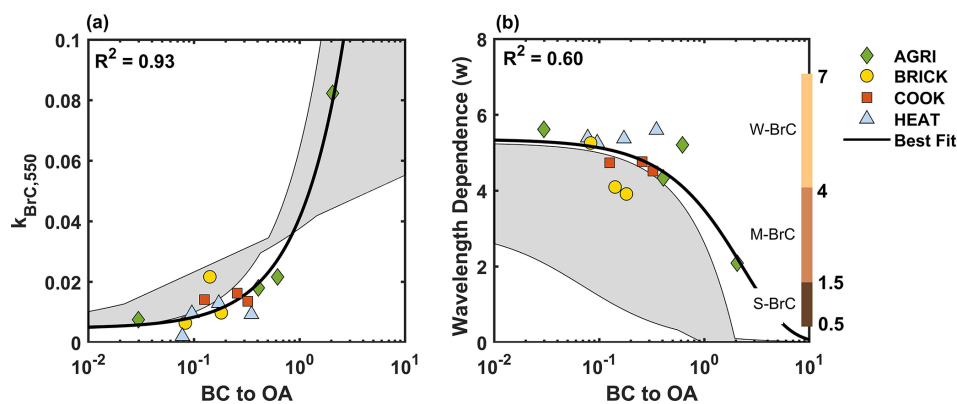 (a)
R² = 0.93
0.1
0.08
0.06
0.04
0.02
0
k_BrC,550
10⁻² 10⁻¹ 10⁰ 10¹
BC to OA
(b)
R² = 0.60
8
6
4
2
0
Wavelength Dependence (w)
10⁻² 10⁻¹ 10⁰ 10¹
BC to OA
W-BrC
M-BrC
S-BrC
7
4
1.5
0.5
AGRI
BRICK
COOK
HEAT
Best Fit